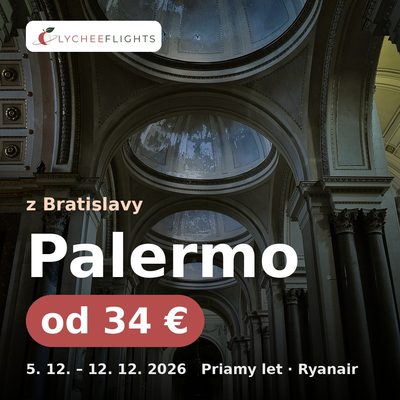 LYCHEEFLIGHTS
z Bratislavy
Palermo
od 34 €
5. 12. – 12. 12. 2026 Priamy let · Ryanair